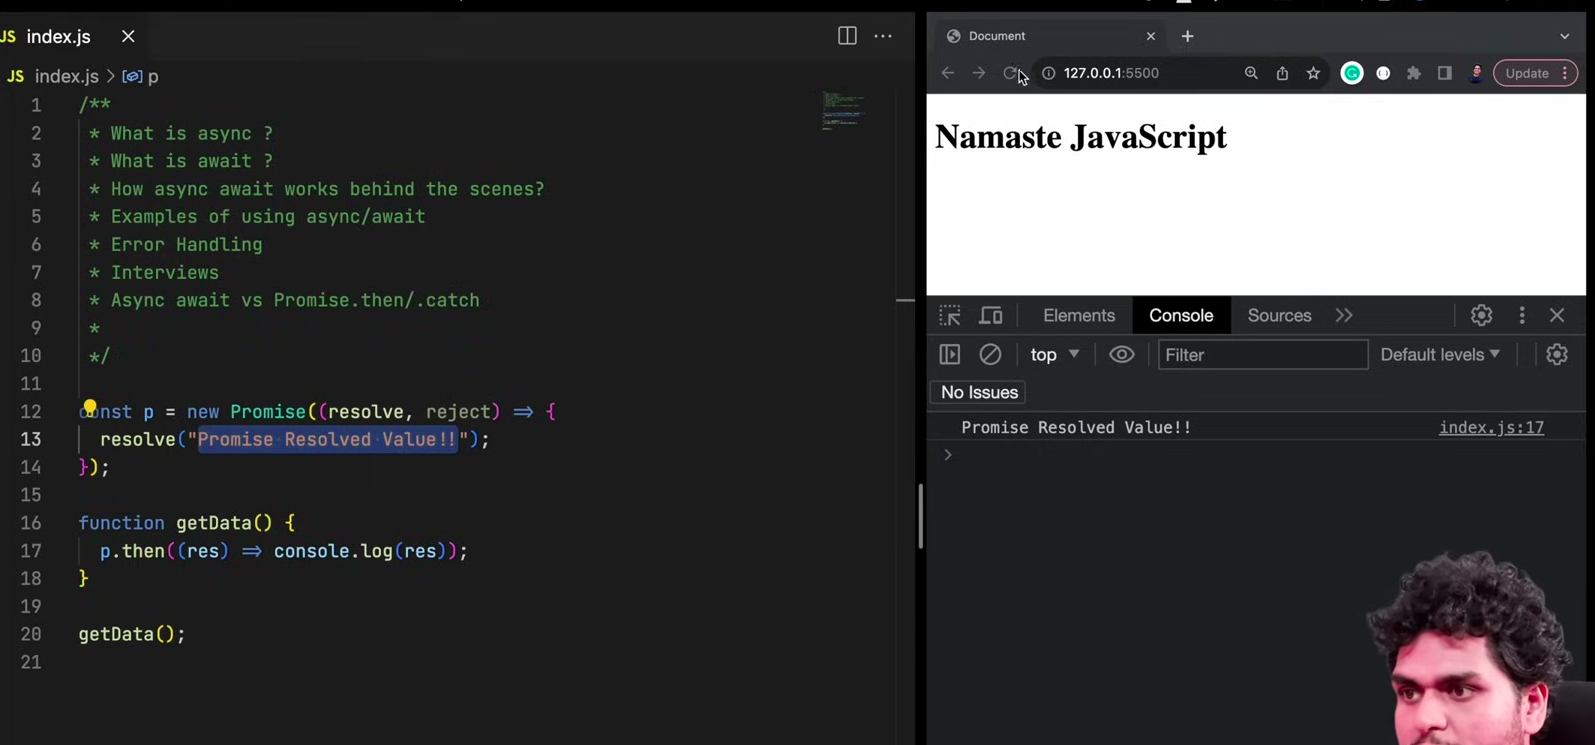 JS index.js
JS index.js > p
1 /**
2 * What is async ?
3 * What is await ?
4 * How async await works behind the scenes?
5 * Examples of using async/await
6 * Error Handling
7 * Interviews
8 * Async await vs Promise.then/.catch
9 *
10 */
11
12 const p = new Promise((resolve, reject) => {
13 resolve("Promise Resolved Value!!");
14 });
15
16 function getData() {
17 p.then((res) => console.log(res));
18 }
19
20 getData();
21
Document
127.0.0.1:5500
Update
Namaste JavaScript
Elements Console Sources
top Filter Default levels
No Issues
Promise Resolved Value!! index.js:17